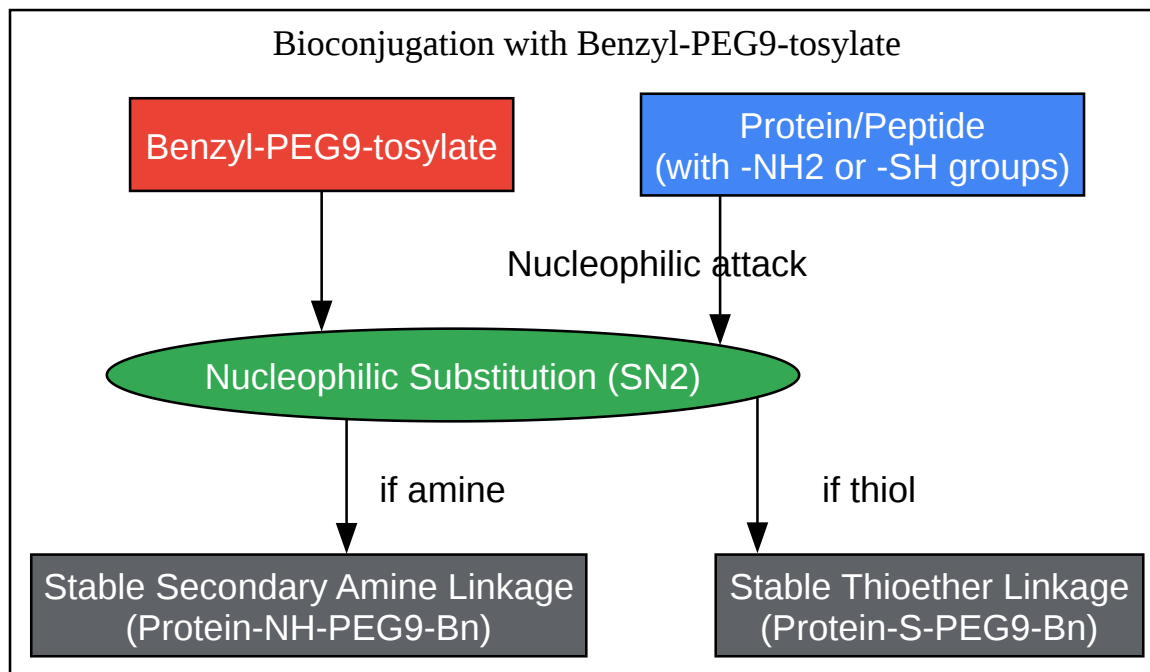 Bioconjugation with Benzyl-PEG9-tosylate
Benzyl-PEG9-tosylate
Protein/Peptide
(with -NH2 or -SH groups)
Nucleophilic attack
Nucleophilic Substitution (SN2)
if amine
if thiol
Stable Secondary Amine Linkage
(Protein-NH-PEG9-Bn)
Stable Thioether Linkage
(Protein-S-PEG9-Bn)